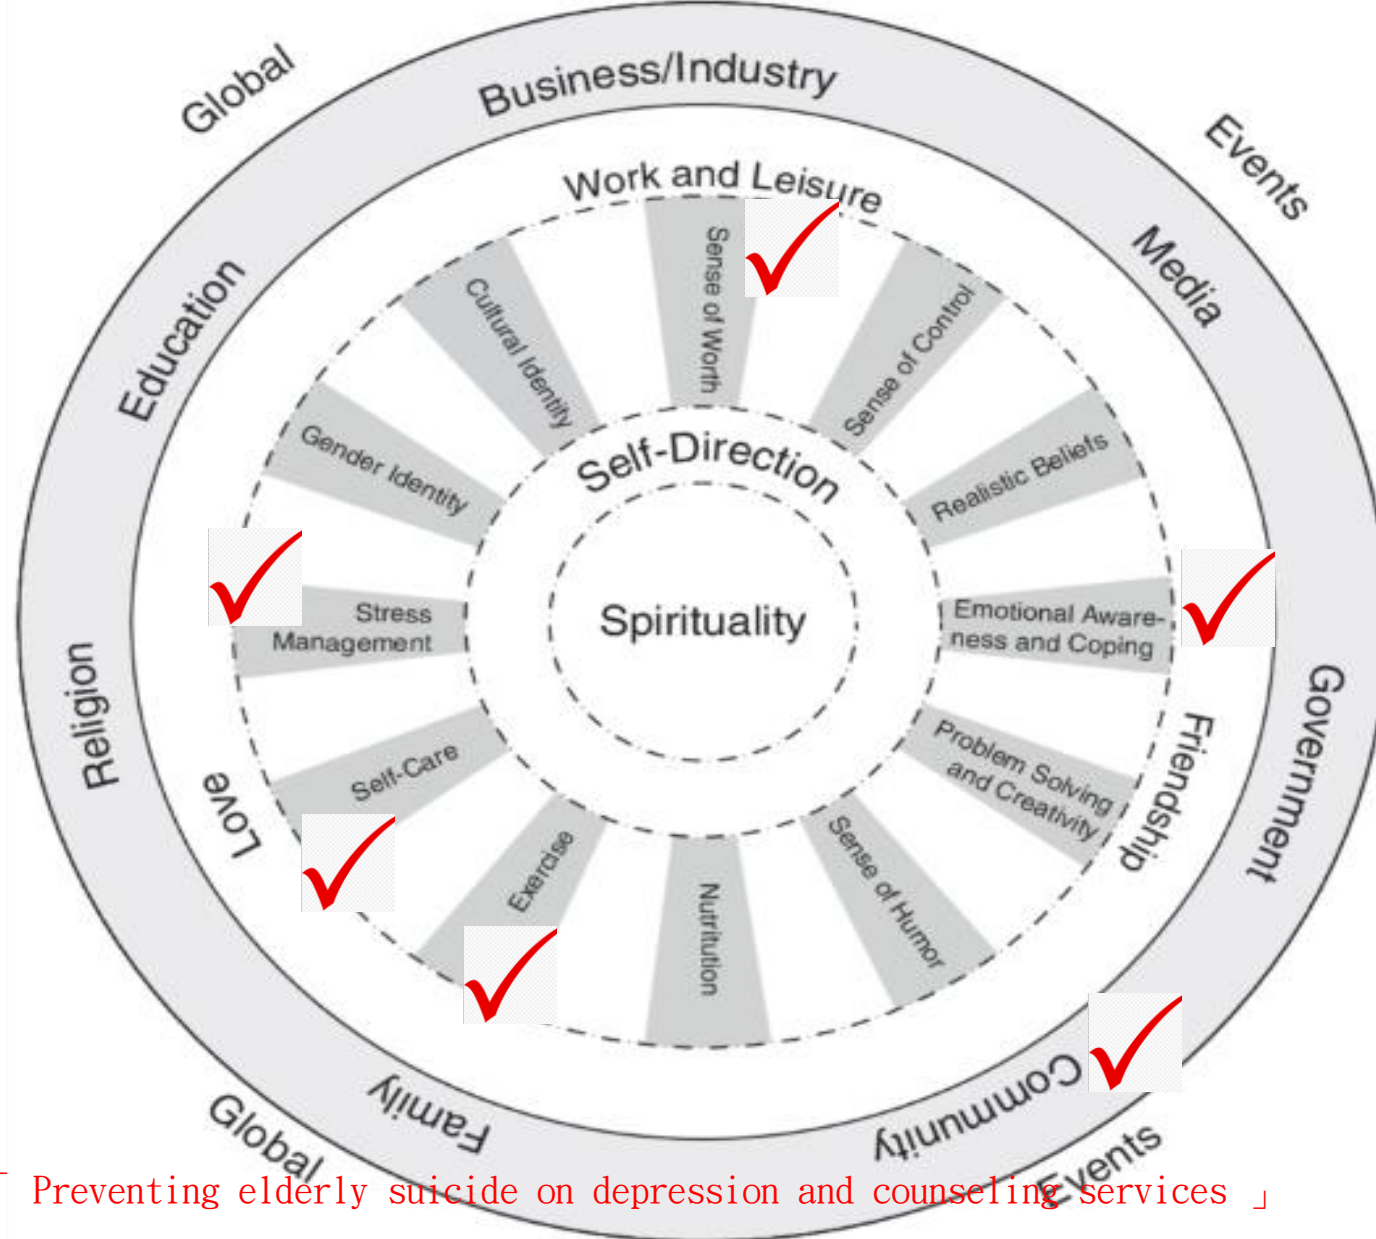 Global
Business/Industry
Events
Work and Leisure
Media
Education
Sense of Worth
Cultural Identity
Sense of Control
Gender Identity
Self-Direction
Realistic Beliefs
Stress
Management
Spirituality
Emotional Aware-
ness and Coping
Religion
Government
Love
Self-Care
Problem Solving
and Creativity
Friendship
Exercise
Nutritution
Sense of Humor
Family
Community
Global
Events
「 Preventing elderly suicide on depression and counseling services 」